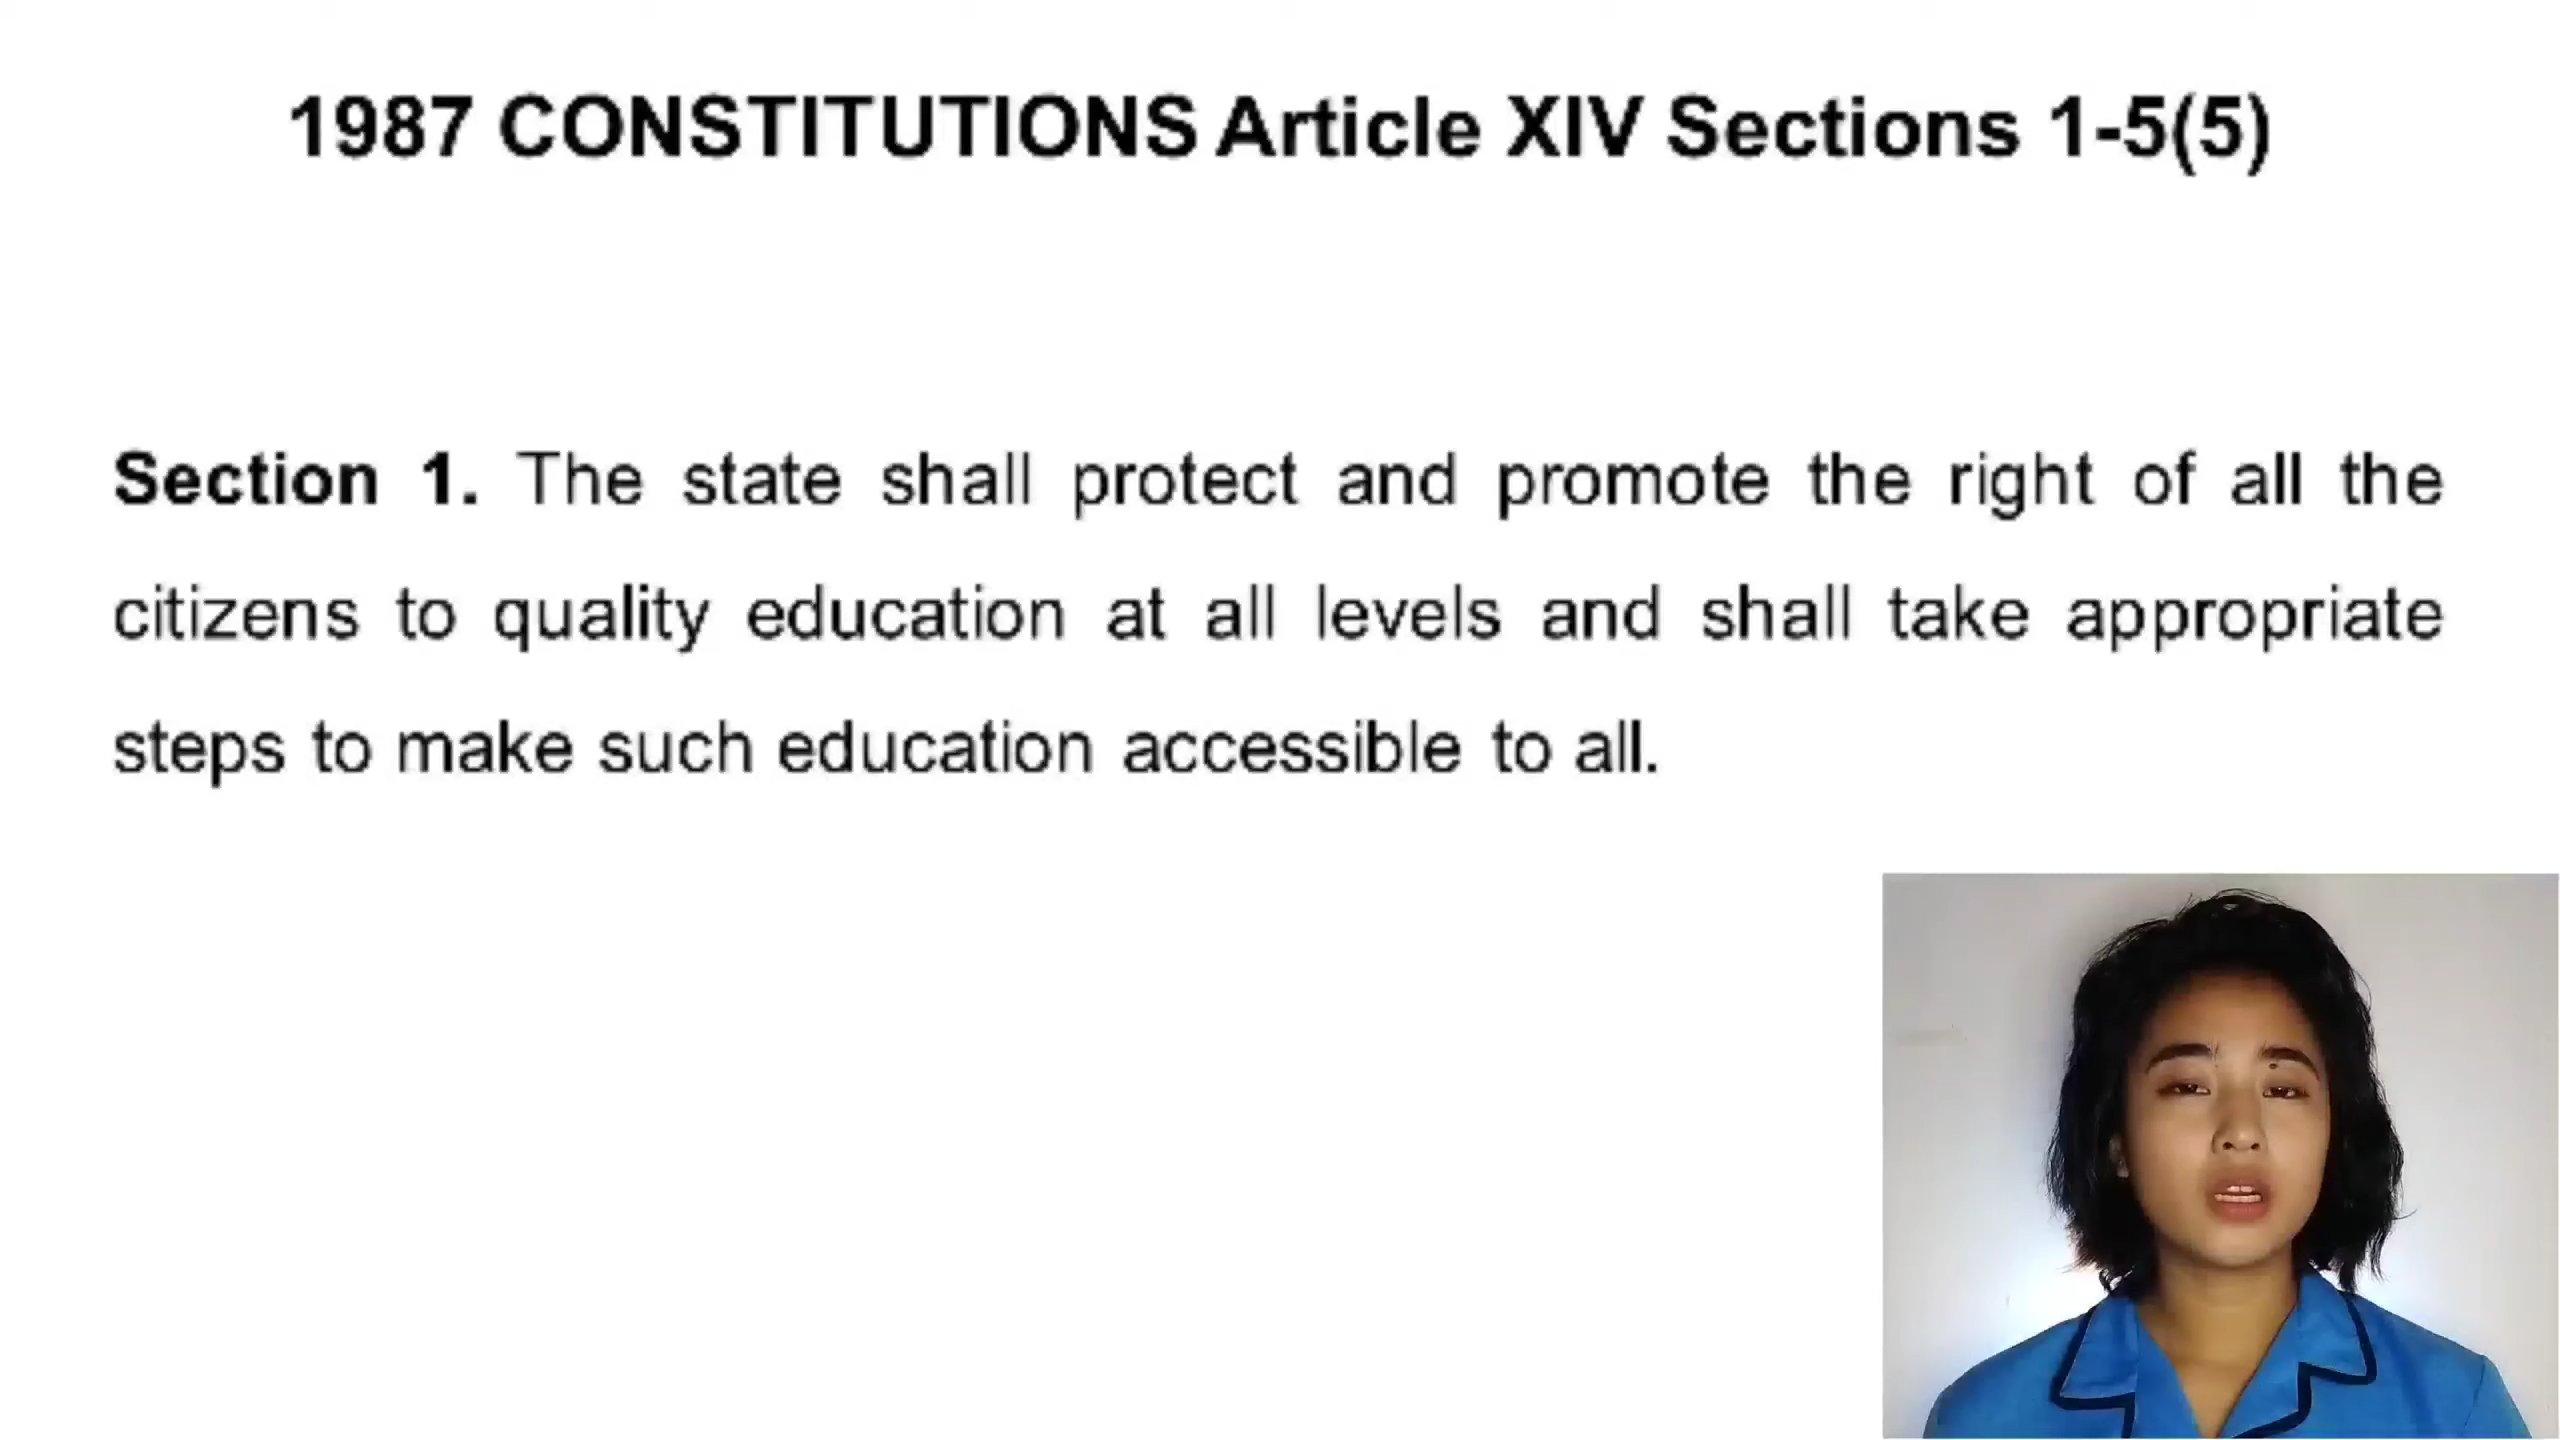 1987 CONSTITUTIONS Article XIV Sections 1-5(5)
Section 1. The state shall protect and promote the right of all the
citizens to quality education at all levels and shall take appropriate
steps to make such education accessible to all.